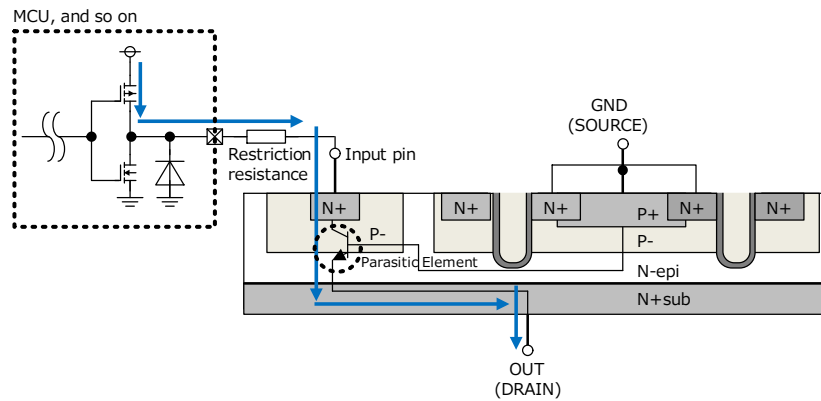 MCU, and so on
GND
(SOURCE)
Restriction
resistance
Input pin
N+
P-
Parasitic Element
N+
N+
P+
N+
N+
P-
N-epi
N+sub
OUT
(DRAIN)